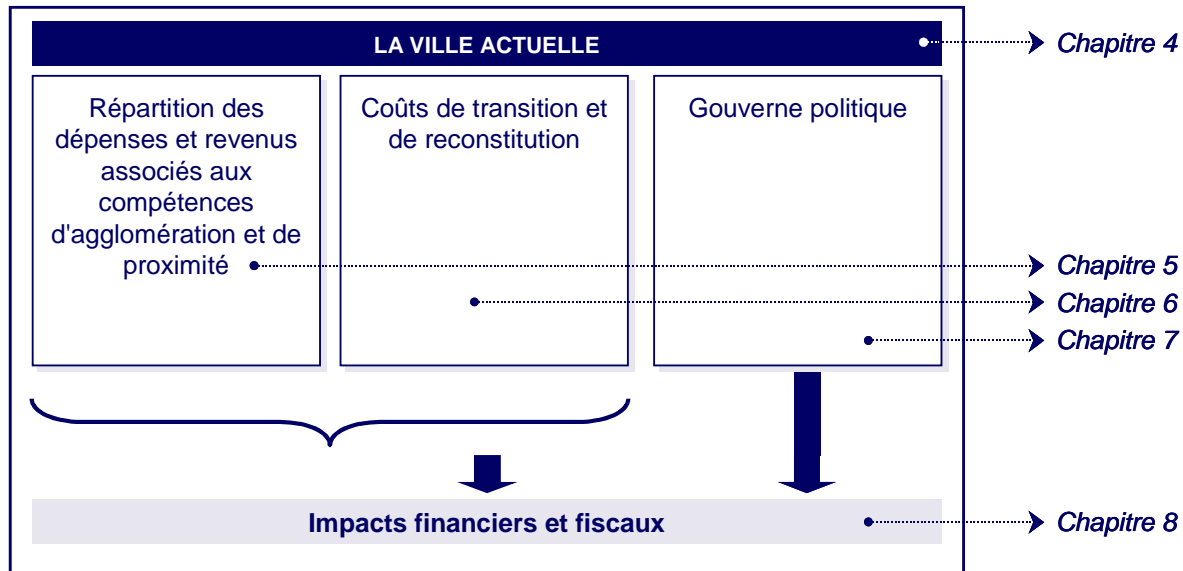 LA VILLE ACTUELLE
Chapitre 4
Répartition des
dépenses et revenus
associés aux
compétences
d'agglomération et de
proximité
Coûts de transition et
de reconstitution
Gouverne politique
Chapitre 5
Chapitre 6
Chapitre 7
Impacts financiers et fiscaux
Chapitre 8